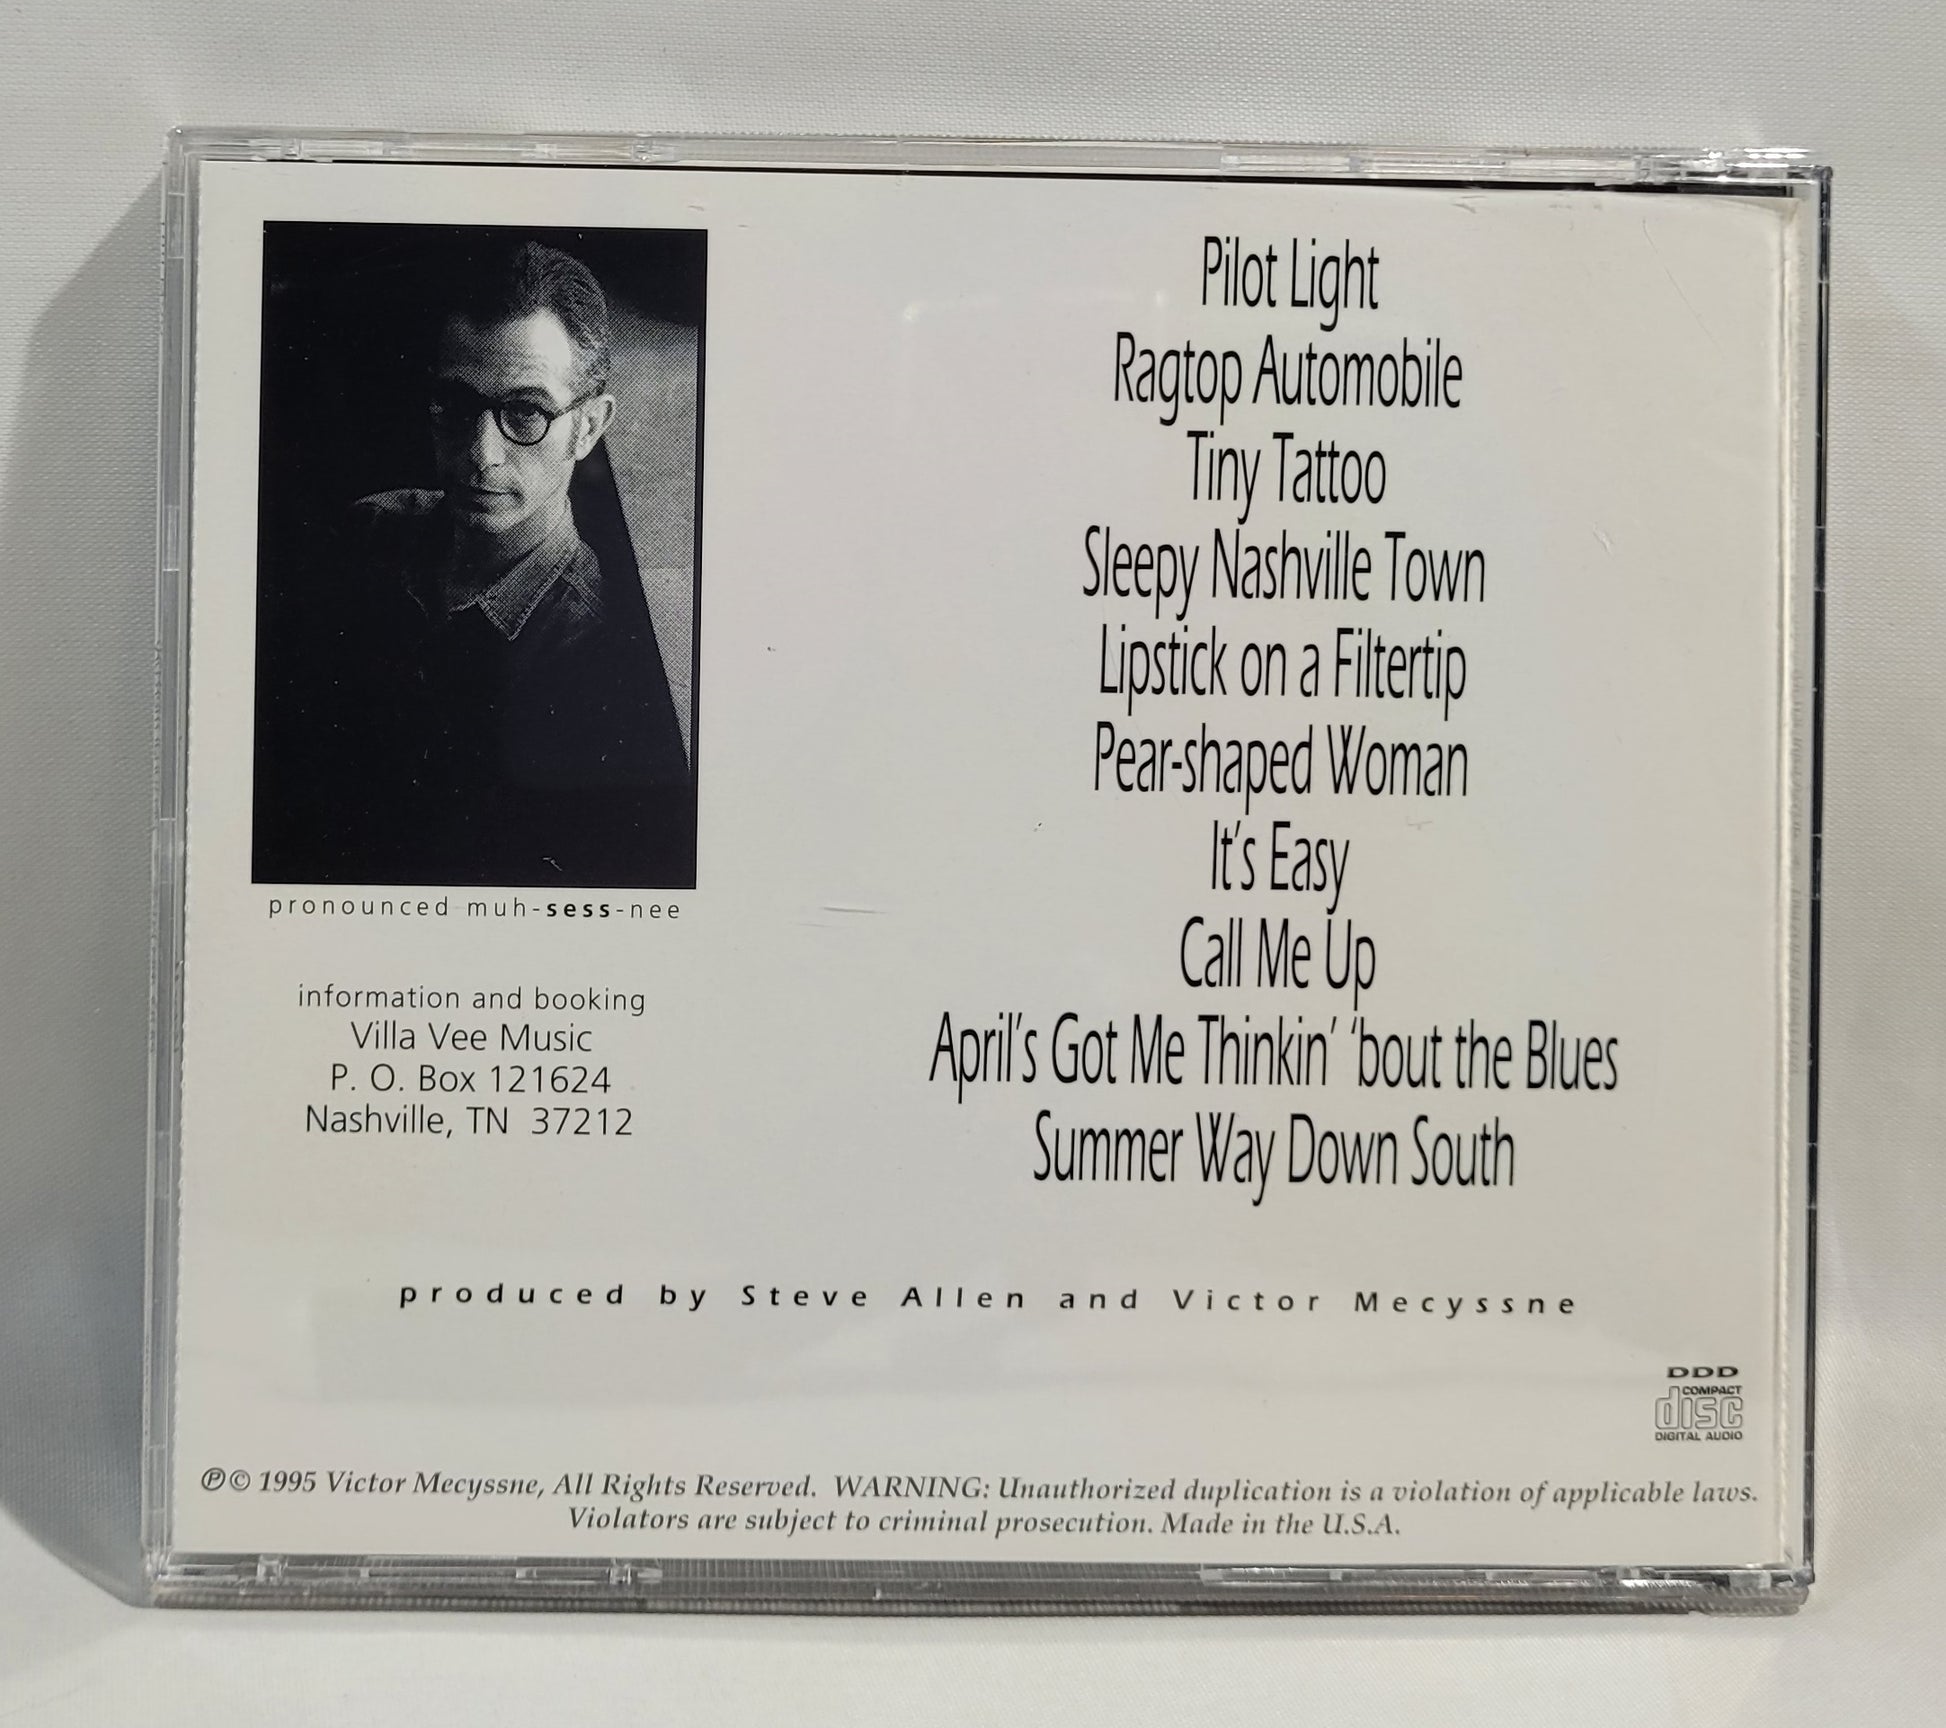 Pilot Light
Ragtop Automobile
Tiny Tattoo
Sleepy Nashville Town
Lipstick on a Filtertip
Pear-shaped Woman
It's Easy
Call Me Up
April's Got Me Thinkin' 'bout the Blues
Summer Way Down South
pronounced muh-sess-nee
information and booking
Villa Vee Music
P. O. Box 121624
Nashville, TN 37212
produced by Steve Allen and Victor Mecyssne
DDD
COMPACT
disc
DIGITAL AUDIO
℗© 1995 Victor Mecyssne, All Rights Reserved. WARNING: Unauthorized duplication is a violation of applicable laws.
Violators are subject to criminal prosecution. Made in the U.S.A.